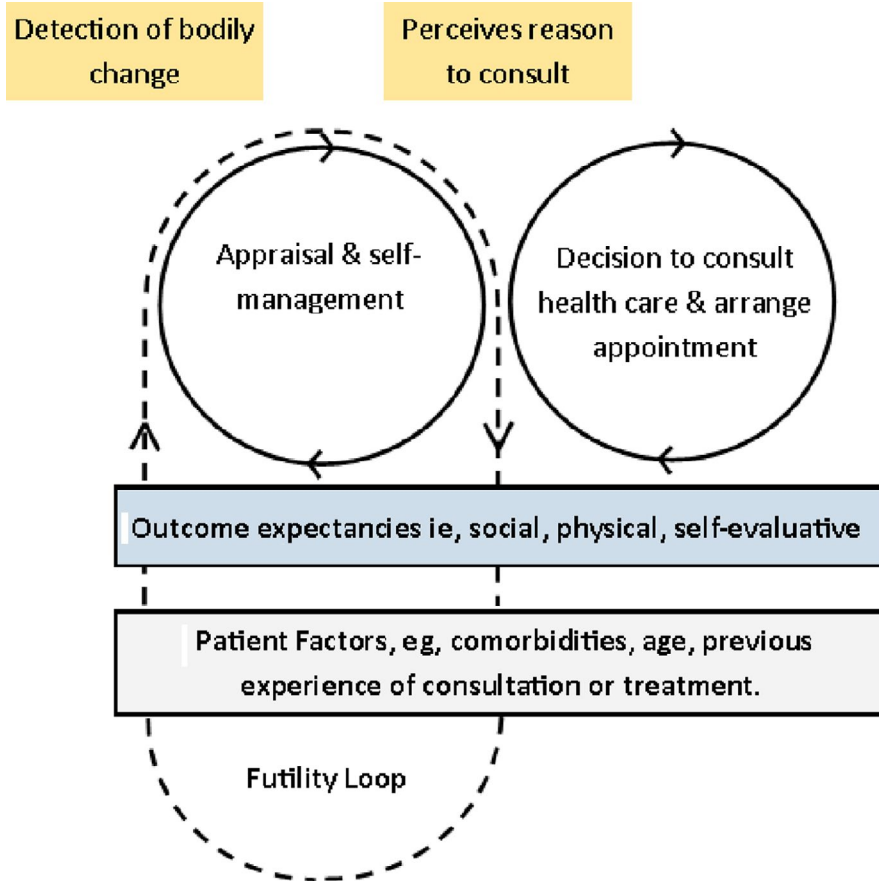 Detection of bodily
change
Perceives reason
to consult
Appraisal & self-
management
Decision to consult
health care & arrange
appointment
Outcome expectancies ie, social, physical, self-evaluative
Patient Factors, eg, comorbidities, age, previous
experience of consultation or treatment.
Futility Loop